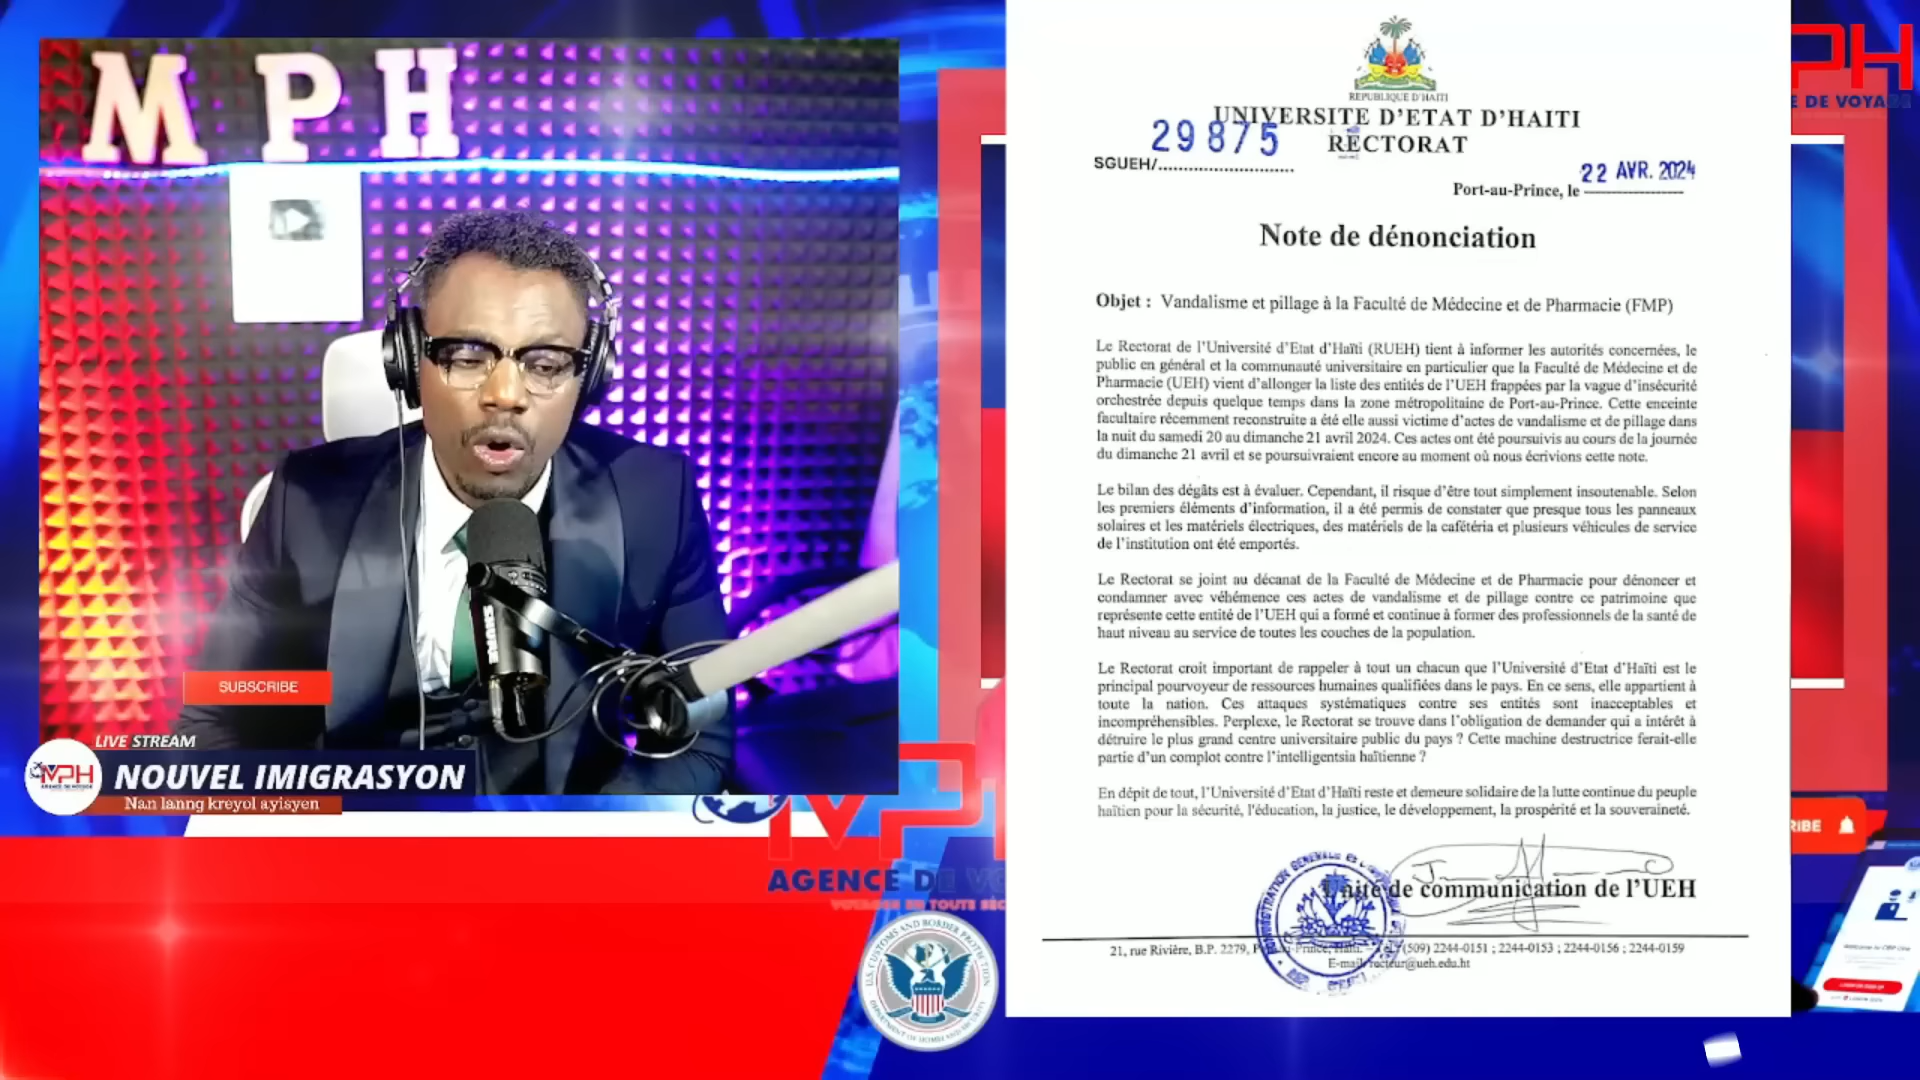 MPH
SUBSCRIBE
LIVE STREAM
MPH
NOUVEL IMIGRASYON
Nan lanng kreyol ayisyen
SHURE
AGENCE DE VO
VOYAGER EN TOUTE SÉC
U.S. CUSTOMS AND BORDER PROTECTION
DEPARTMENT OF HOMELAND SECURITY
REPUBLIQUE D'HAITI
UNIVERSITE D'ETAT D'HAITI
RECTORAT
29875
SGUEH/
22 AVR. 2024
Port-au-Prince, le
Note de dénonciation
Objet : Vandalisme et pillage à la Faculté de Médecine et de Pharmacie (FMP)
Le Rectorat de l'Université d'Etat d'Haïti (RUEH) tient à informer les autorités concernées, le
public en général et la communauté universitaire en particulier que la Faculté de Médecine et de
Pharmacie (UEH) vient d'allonger la liste des entités de l'UEH frappées par la vague d'insécurité
orchestrée depuis quelque temps dans la zone métropolitaine de Port-au-Prince. Cette enceinte
facultaire récemment reconstruite a été elle aussi victime d'actes de vandalisme et de pillage dans
la nuit du samedi 20 au dimanche 21 avril 2024. Ces actes ont été poursuivis au cours de la journée
du dimanche 21 avril et se poursuivraient encore au moment où nous écrivions cette note.
Le bilan des dégâts est à évaluer. Cependant, il risque d'être tout simplement insoutenable. Selon
les premiers éléments d'information, il a été permis de constater que presque tous les panneaux
solaires et les matériels électriques, des matériels de la cafétéria et plusieurs véhicules de service
de l'institution ont été emportés.
Le Rectorat se joint au décanat de la Faculté de Médecine et de Pharmacie pour dénoncer et
condamner avec véhémence ces actes de vandalisme et de pillage contre ce patrimoine que
représente cette entité de l'UEH qui a formé et continue à former des professionnels de la santé de
haut niveau au service de toutes les couches de la population.
Le Rectorat croit important de rappeler à tout un chacun que l'Université d'Etat d'Haïti est le
principal pourvoyeur de ressources humaines qualifiées dans le pays. En ce sens, elle appartient à
toute la nation. Ces attaques systématiques contre ses entités sont inacceptables et
incompréhensibles. Perplexe, le Rectorat se trouve dans l'obligation de demander qui a intérêt à
détruire le plus grand centre universitaire public du pays ? Cette machine destructrice ferait-elle
partie d'un complot contre l'intelligentsia haïtienne ?
En dépit de tout, l'Université d'Etat d'Haïti reste et demeure solidaire de la lutte continue du peuple
haïtien pour la sécurité, l'éducation, la justice, le développement, la prospérité et la souveraineté.
Unité de communication de l'UEH
21, rue Rivière, B.P. 2279, (509) 2244-0151 ; 2244-0153 ; 2244-0156 ; 2244-0159
E-mail recteur@ueh.edu.ht
PH
E DE VOYAGE
RIBE